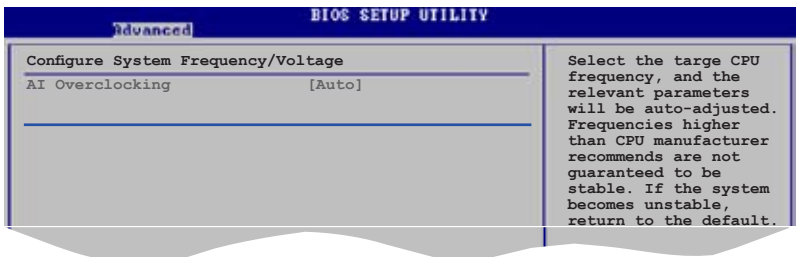 BIOS SETUP UTILITY
Advanced
Configure System Frequency/Voltage
AI Overclocking [Auto]
Select the targe CPU
frequency, and the
relevant parameters
will be auto-adjusted.
Frequencies higher
than CPU manufacturer
recommends are not
guaranteed to be
stable. If the system
becomes unstable,
return to the default.